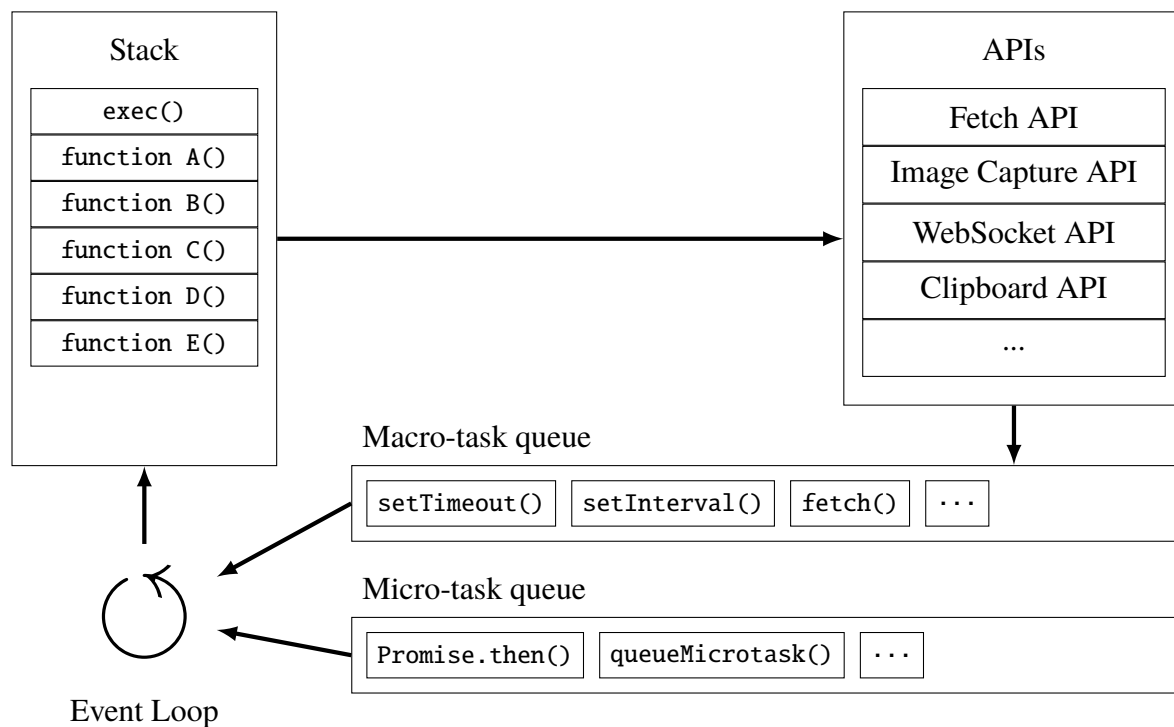 Stack
exec()
function A()
function B()
function C()
function D()
function E()
APIs
Fetch API
Image Capture API
WebSocket API
Clipboard API
...
Macro-task queue
setTimeout() setInterval() fetch() ...
Micro-task queue
Promise.then() queueMicrotask() ...
Event Loop